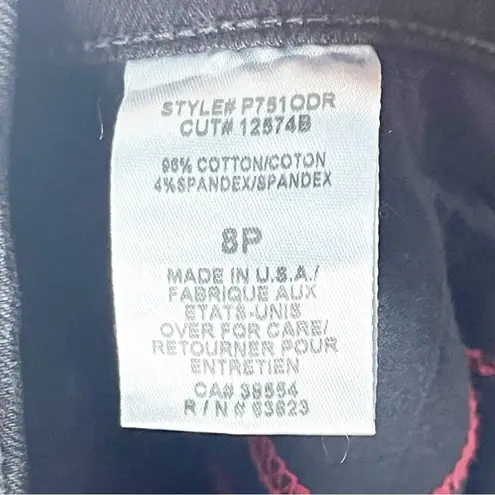 STYLE# P751ODR
CUT# 12574B
96% COTTON/COTON
4%SPANDEX/SPANDEX
8P
MADE IN U.S.A./
FABRIQUE AUX
ETATS-UNIS
OVER FOR CARE/
RETOURNER POUR
ENTRETIEN
CA# 38554
R/N# 63623